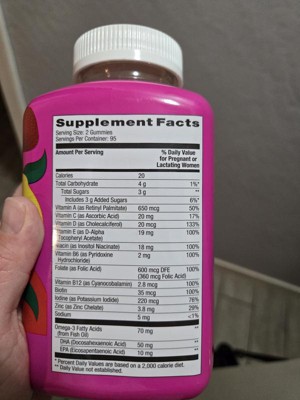 Supplement Facts
Serving Size: 2 Gummies
Servings Per Container: 95
Amount Per Serving
% Daily Value
for Pregnant or
Lactating Women
Calories 20
Total Carbohydrate 4 g 1%*
Total Sugars 3 g **
Includes 3 g Added Sugars 6%*
Vitamin A (as Retinyl Palmitate) 650 mcg 50%
Vitamin C (as Ascorbic Acid) 20 mg 17%
Vitamin D (as Cholecalciferol) 20 mcg 133%
Vitamin E (as D-Alpha 19 mg 100%
Tocopheryl Acetate)
Niacin (as Inositol Niacinate) 18 mg 100%
Vitamin B6 (as Pyridoxine 2 mg 100%
Hydrochloride)
Folate (as Folic Acid) 600 mcg DFE 100%
(360 mcg Folic Acid)
Vitamin B12 (as Cyanocobalamin) 2.8 mcg 100%
Biotin 35 mcg 100%
Iodine (as Potassium Iodide) 220 mcg 76%
Zinc (as Zinc Chelate) 3.8 mg 29%
Sodium 5 mg <1%
Omega-3 Fatty Acids 70 mg **
(from Fish Oil)
DHA (Docosahexaenoic Acid) 50 mg **
EPA (Eicosapentaenoic Acid) 10 mg **
* Percent Daily Values are based on a 2,000 calorie diet.
** Daily Value not established.